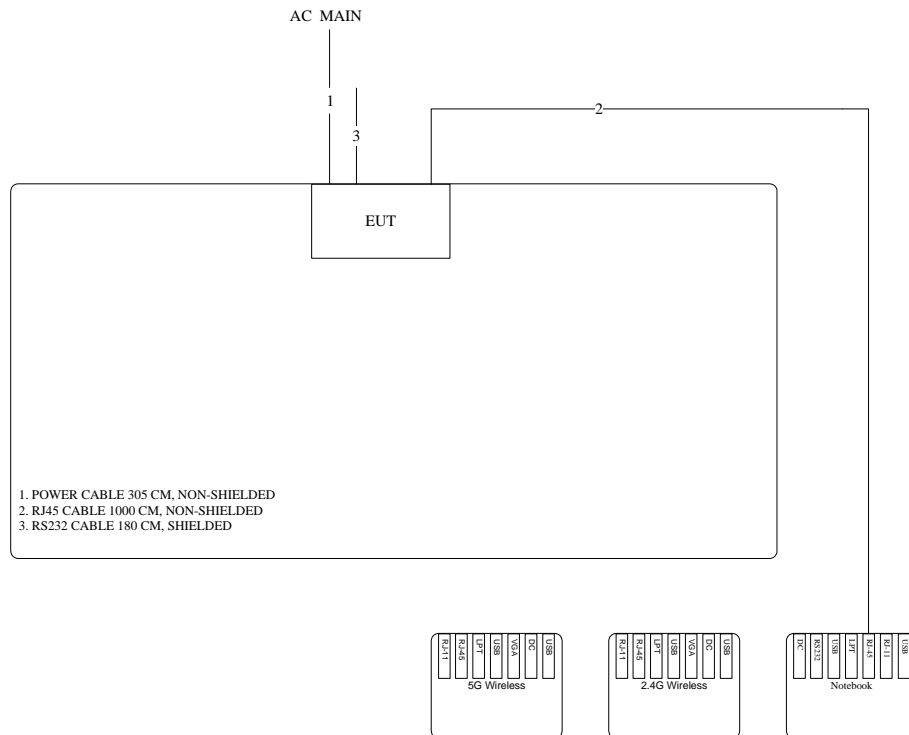 AC MAIN
1
3
2
EUT
1. POWER CABLE 305 CM, NON-SHIELDED
2. RJ45 CABLE 1000 CM, NON-SHIELDED
3. RS232 CABLE 180 CM, SHIELDED
RJ-11
RJ-45
LPT
USB
VGA
DC
USB
5G Wireless
RJ-11
RJ-45
LPT
USB
VGA
DC
USB
2.4G Wireless
DC
RS232
USB
LPT
RJ-45
RJ-11
USB
Notebook